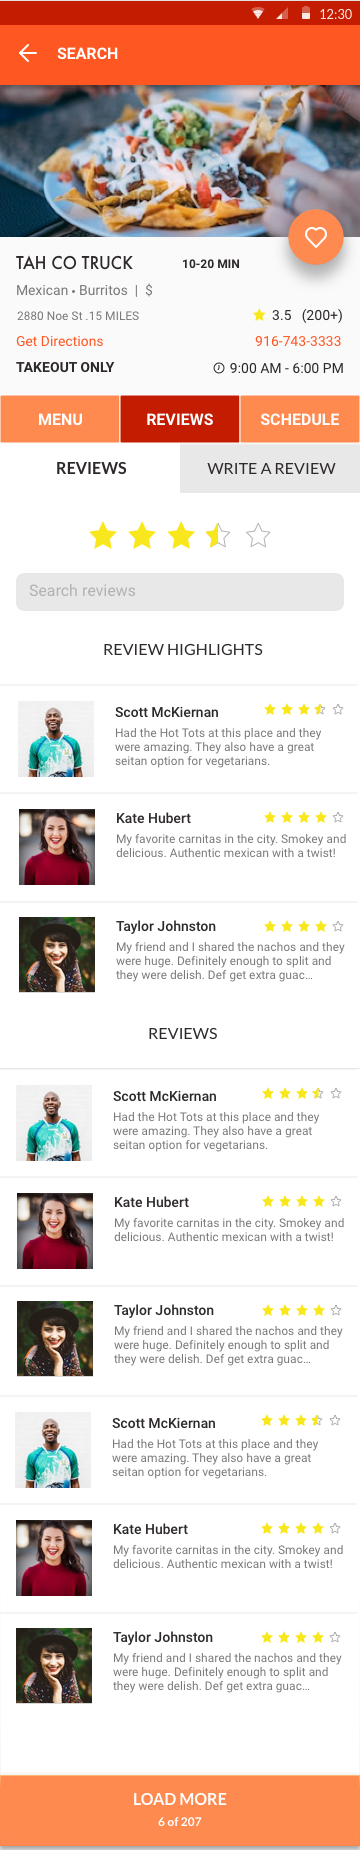 12:30
SEARCH
TAH CO TRUCK 10-20 MIN
Mexican • Burritos | $
2880 Noe St .15 MILES 3.5 (200+)
Get Directions 916-743-3333
TAKEOUT ONLY 9:00 AM - 6:00 PM
MENU REVIEWS SCHEDULE
REVIEWS WRITE A REVIEW
Search reviews
REVIEW HIGHLIGHTS
Scott McKiernan
Had the Hot Tots at this place and they
were amazing. They also have a great
seitan option for vegetarians.
Kate Hubert
My favorite carnitas in the city. Smokey and
delicious. Authentic mexican with a twist!
Taylor Johnston
My friend and I shared the nachos and they
were huge. Definitely enough to split and
they were delish. Def get extra guac...
REVIEWS
Scott McKiernan
Had the Hot Tots at this place and they
were amazing. They also have a great
seitan option for vegetarians.
Kate Hubert
My favorite carnitas in the city. Smokey and
delicious. Authentic mexican with a twist!
Taylor Johnston
My friend and I shared the nachos and they
were huge. Definitely enough to split and
they were delish. Def get extra guac...
Scott McKiernan
Had the Hot Tots at this place and they
were amazing. They also have a great
seitan option for vegetarians.
Kate Hubert
My favorite carnitas in the city. Smokey and
delicious. Authentic mexican with a twist!
Taylor Johnston
My friend and I shared the nachos and they
were huge. Definitely enough to split and
they were delish. Def get extra guac...
LOAD MORE
6 of 207